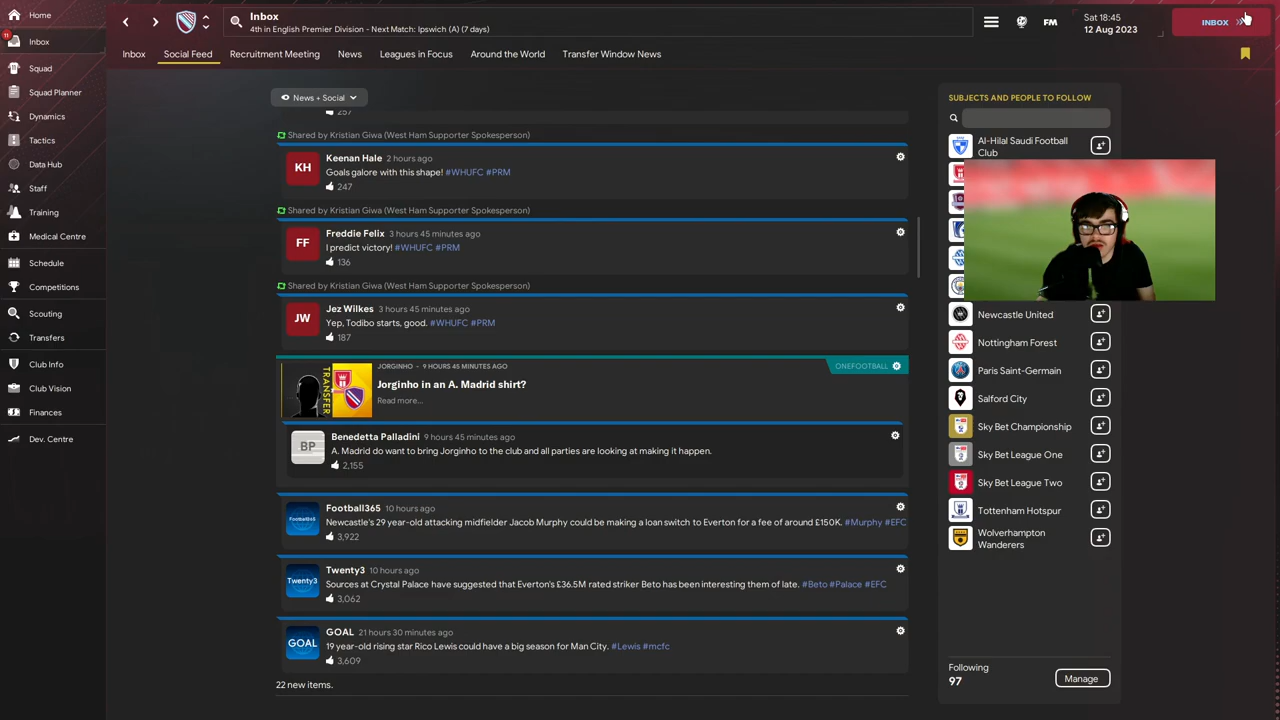 Home
Inbox
4th in English Premier Division - Next Match: Ipswich (A) (7 days)
FM
Sat 18:45
12 Aug 2023
INBOX
11
Inbox
Squad
Squad Planner
Dynamics
Tactics
Data Hub
Staff
Training
Medical Centre
Schedule
Competitions
Scouting
Transfers
Club Info
Club Vision
Finances
Dev. Centre
Inbox
Social Feed
Recruitment Meeting
News
Leagues in Focus
Around the World
Transfer Window News
News + Social
257
Shared by Kristian Giwa (West Ham Supporter Spokesperson)
KH
Keenan Hale 2 hours ago
Goals galore with this shape! #WHUFC #PRM
247
Shared by Kristian Giwa (West Ham Supporter Spokesperson)
FF
Freddie Felix 3 hours 45 minutes ago
I predict victory! #WHUFC #PRM
136
Shared by Kristian Giwa (West Ham Supporter Spokesperson)
JW
Jez Wilkes 3 hours 45 minutes ago
Yep, Todibo starts, good. #WHUFC #PRM
187
TRANSFER
JORGINHO - 9 HOURS 45 MINUTES AGO
ONEFOOTBALL
Jorginho in an A. Madrid shirt?
Read more...
BP
Benedetta Palladini 9 hours 45 minutes ago
A. Madrid do want to bring Jorginho to the club and all parties are looking at making it happen.
2,155
Football365
Football365 10 hours ago
Newcastle's 29 year-old attacking midfielder Jacob Murphy could be making a loan switch to Everton for a fee of around £150K. #Murphy #EFC
3,922
Twenty3
Twenty3 10 hours ago
Sources at Crystal Palace have suggested that Everton's £36.5M rated striker Beto has been interesting them of late. #Beto #Palace #EFC
3,062
GOAL
GOAL 21 hours 30 minutes ago
19 year-old rising star Rico Lewis could have a big season for Man City. #Lewis #mcfc
3,609
22 new items.
SUBJECTS AND PEOPLE TO FOLLOW
Al-Hilal Saudi Football
Club
Newcastle United
Nottingham Forest
Paris Saint-Germain
Salford City
Sky Bet Championship
Sky Bet League One
Sky Bet League Two
Tottenham Hotspur
Wolverhampton
Wanderers
Following
97
Manage